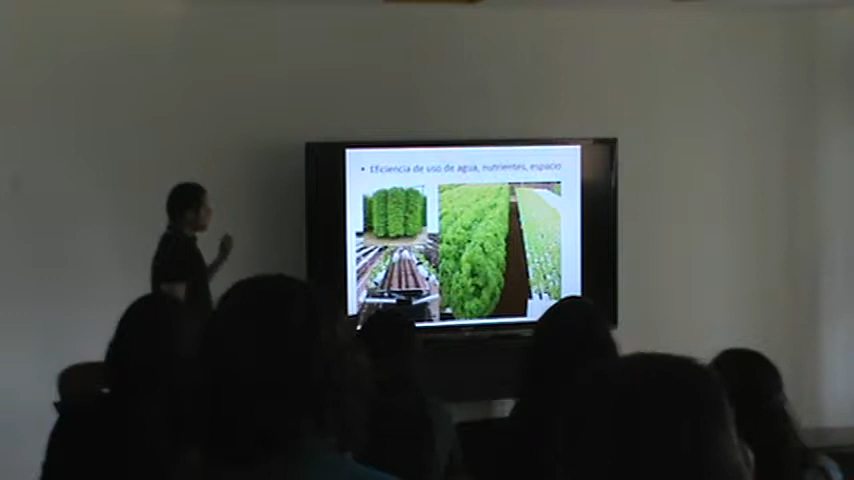 • Eficiencia de uso de agua, nutrientes, espacio